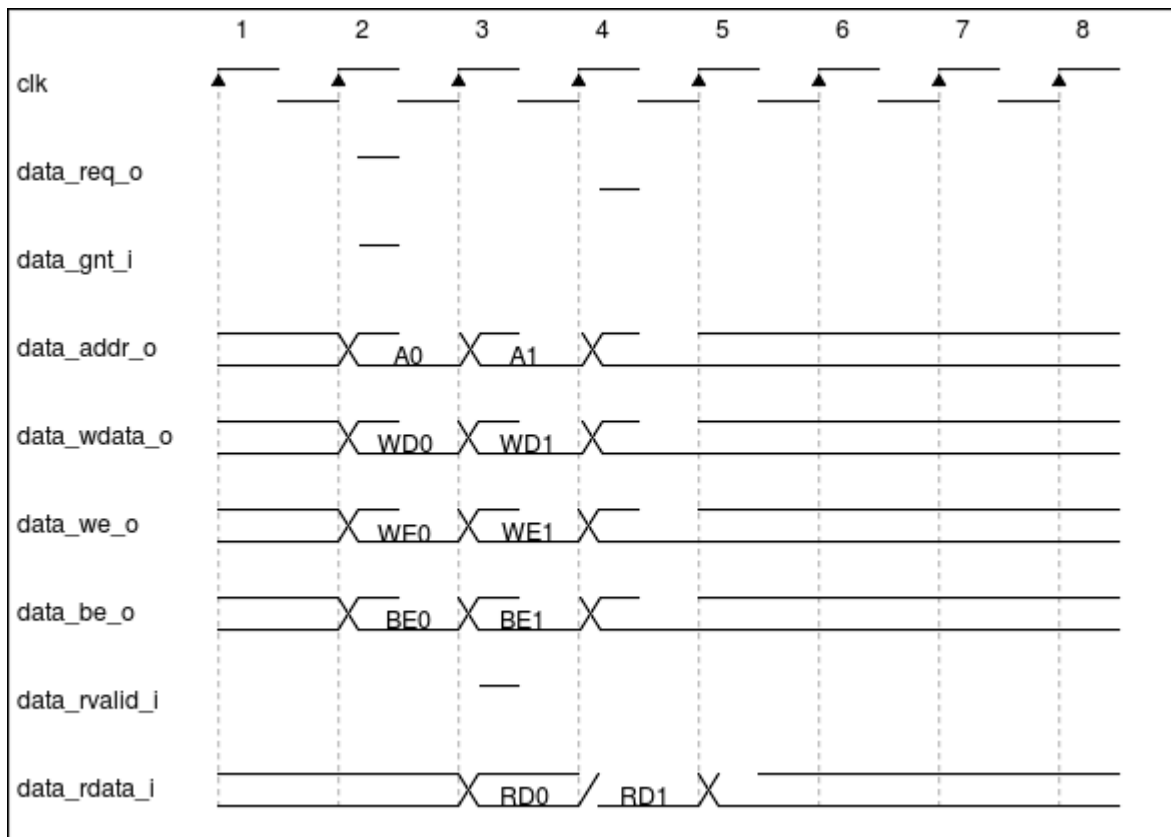 1 2 3 4 5 6 7 8
clk
data_req_o
data_gnt_i
data_addr_o A0 A1
data_wdata_o WD0 WD1
data_we_o WE0 WE1
data_be_o BE0 BE1
data_rvalid_i
data_rdata_i RD0 RD1